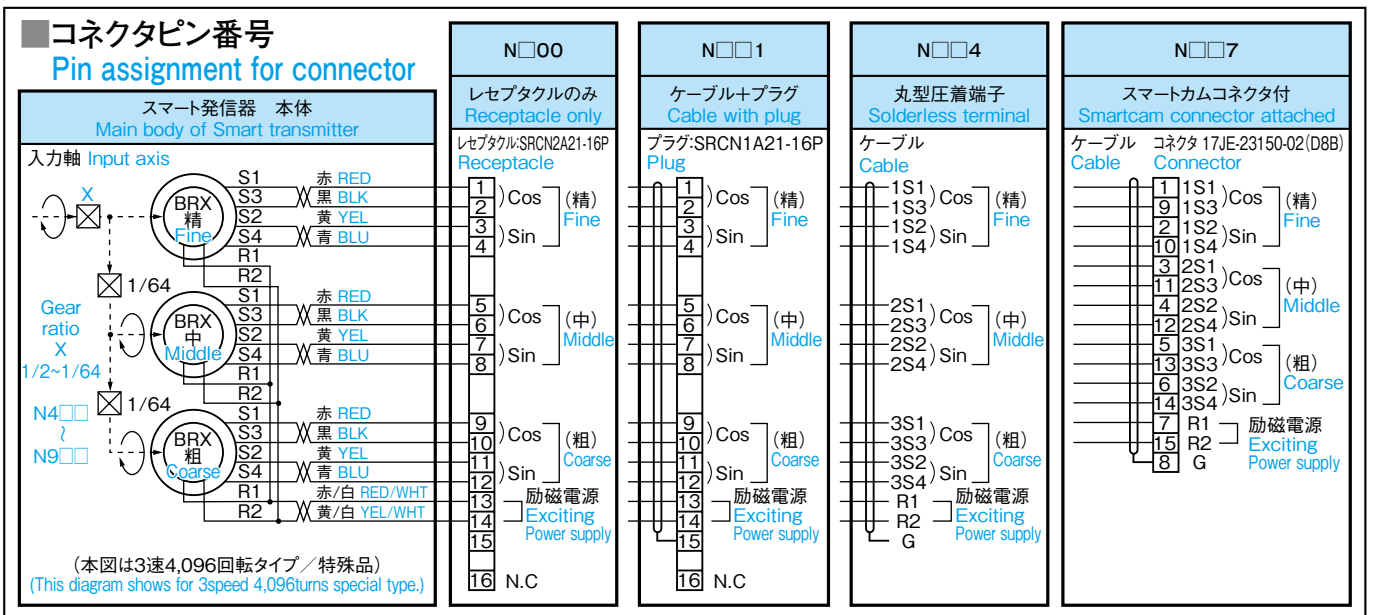 ■コネクタピン番号
Pin assignment for connector
スマート発信器 本体
Main body of Smart transmitter
入力軸 Input axis
X
BRX
精
Fine
S1 赤 RED
S3 黒 BLK
S2 黄 YEL
S4 青 BLU
R1
R2
1/64
Gear
ratio
X
1/2~1/64
BRX
中
Middle
S1 赤 RED
S3 黒 BLK
S2 黄 YEL
S4 青 BLU
R1
R2
1/64
N4□□
~
N9□□
BRX
粗
Coarse
S1 赤 RED
S3 黒 BLK
S2 黄 YEL
S4 青 BLU
R1 赤/白 RED/WHT
R2 黄/白 YEL/WHT
(本図は3速4,096回転タイプ/特殊品)
(This diagram shows for 3speed 4,096turns special type.)
N□00
レセプタクルのみ
Receptacle only
レセプタクル:SRCN2A21-16P
Receptacle
1
2
)Cos
3
4
)Sin
(精)
Fine
5
6
)Cos
7
8
)Sin
(中)
Middle
9
10
)Cos
11
12
)Sin
(粗)
Coarse
13
14
励磁電源
Exciting
Power supply
15
16 N.C
N□□1
ケーブル+プラグ
Cable with plug
プラグ:SRCN1A21-16P
Plug
1
2
)Cos
3
4
)Sin
(精)
Fine
5
6
)Cos
7
8
)Sin
(中)
Middle
9
10
)Cos
11
12
)Sin
(粗)
Coarse
13
14
励磁電源
Exciting
Power supply
15
16 N.C
N□□4
丸型圧着端子
Solderless terminal
ケーブル
Cable
1S1
1S3
)Cos
1S2
1S4
)Sin
(精)
Fine
2S1
2S3
)Cos
2S2
2S4
)Sin
(中)
Middle
3S1
3S3
)Cos
3S2
3S4
)Sin
(粗)
Coarse
R1
R2
励磁電源
Exciting
Power supply
G
N□□7
スマートカムコネクタ付
Smartcam connector attached
ケーブル コネクタ 17JE-23150-02(D8B)
Cable Connector
1 1S1
9 1S3
)Cos
2 1S2
10 1S4
)Sin
(精)
Fine
3 2S1
11 2S3
)Cos
4 2S2
12 2S4
)Sin
(中)
Middle
5 3S1
13 3S3
)Cos
6 3S2
14 3S4
)Sin
(粗)
Coarse
7 R1
15 R2
励磁電源
Exciting
Power supply
8 G